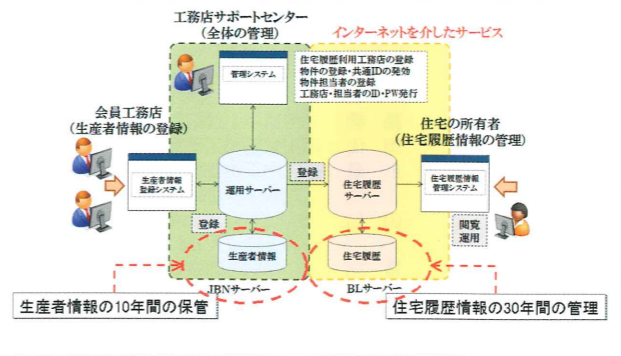 工務店サポートセンター
(全体の管理)
インターネットを介したサービス
管理システム
住宅履歴利用工務店の登録
物件の登録・共通IDの発効
物件担当者の登録
工務店・担当者のID・PW発行
会員工務店
(生産者情報の登録)
住宅の所有者
(住宅履歴情報の管理)
生産者情報
登録システム
運用サーバー
登録
住宅履歴
サーバー
住宅履歴情報
管理システム
登録
閲覧
運用
生産者情報
住宅履歴
JBNサーバー
BLサーバー
生産者情報の10年間の保管
住宅履歴情報の30年間の管理